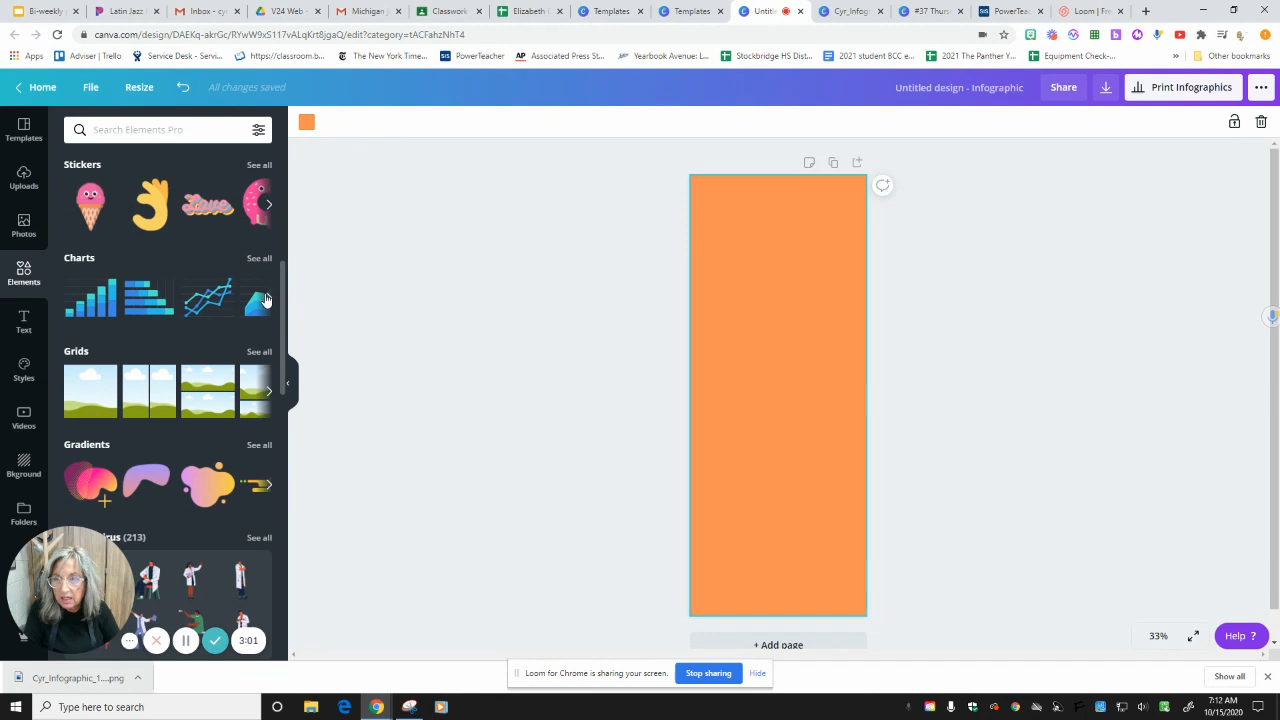 Bi-weekly
Latin Jazz
Inbox - cy
V24 Web -
Michigan J
Classwork
Elizabeth C
Templates
Templates
Untitle
Cyr_Infog
#37 Thurs
PowerTeac
Loom | Fre
canva.com/design/DAEKq-akrGc/RYwW9xS117vALqKrt8jgaQ/edit?category=tACFahzNhT4
Adviser | Trello
Service Desk - Servi...
https://classroom.b...
PowerTeacher
The New York Time...
Associated Press St...
Yearbook Avenue: L...
Stockbridge HS Equi...
2021 student BCC e...
2021 The Panther Y...
Equipment Check-...
»
Other bookmarks
Home
File
Resize
All changes saved
Untitled design - Infographic
Share
Print Infographics
Templates
Uploads
Photos
Elements
Text
Styles
Videos
Bkground
Folders
Search Elements Pro
Stickers
See all
Love
Charts
See all
Grids
See all
Gradients
See all
rus (213)
See all
3:01
+ Add page
33%
Help ?
Loom for Chrome is sharing your screen.
Stop sharing
Hide
Cyr_Infographic_1....png
Show all
Type here to search
7:12 AM
10/15/2020